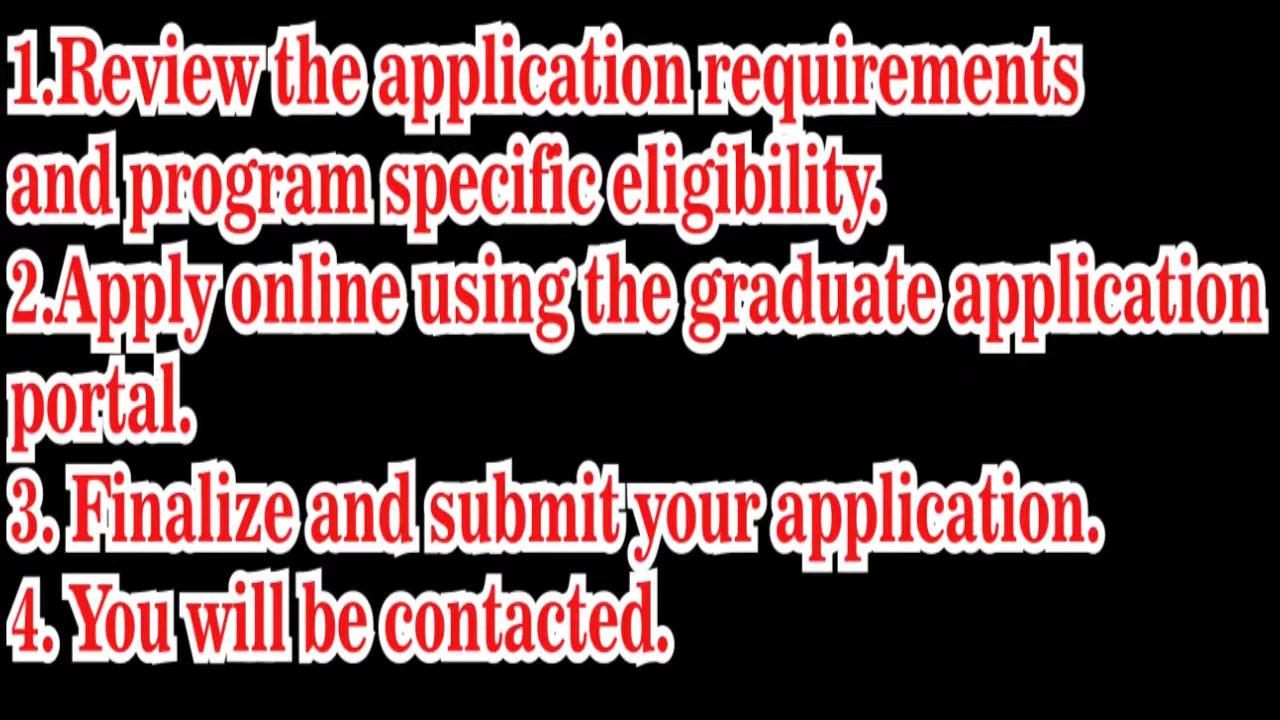 1.Review the application requirements
and program specific eligibility.
2.Apply online using the graduate application
portal.
3. Finalize and submit your application.
4. You will be contacted.